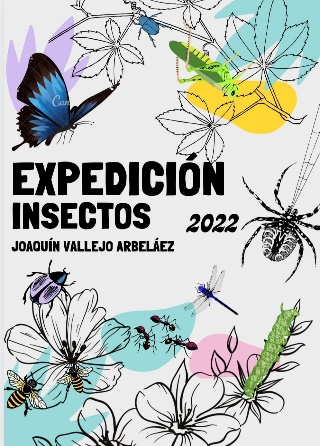 EXPEDICIÓN
INSECTOS
2022
JOAQUÍN VALLEJO ARBELÁEZ